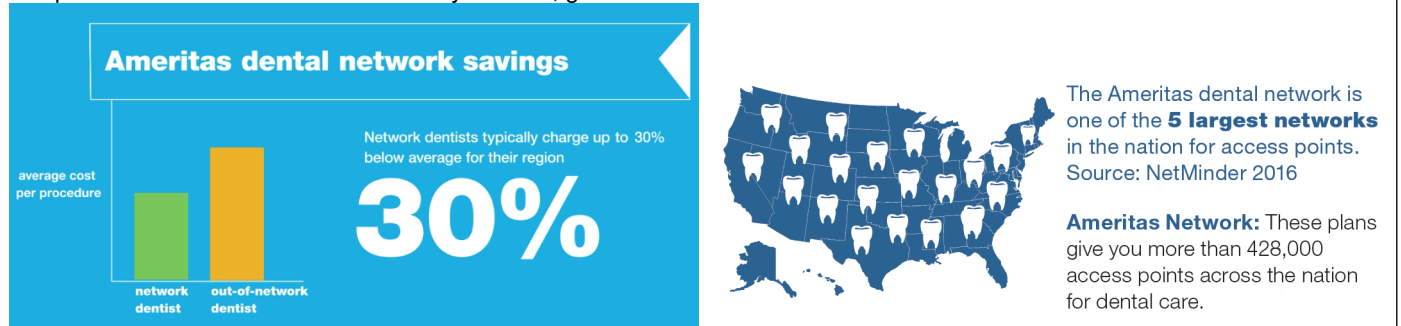 Ameritas dental network savings
Network dentists typically charge up to 30%
below average for their region
30%
average cost
per procedure
network
dentist
out-of-network
dentist
The Ameritas dental network is
one of the 5 largest networks
in the nation for access points.
Source: NetMinder 2016
Ameritas Network: These plans
give you more than 428,000
access points across the nation
for dental care.